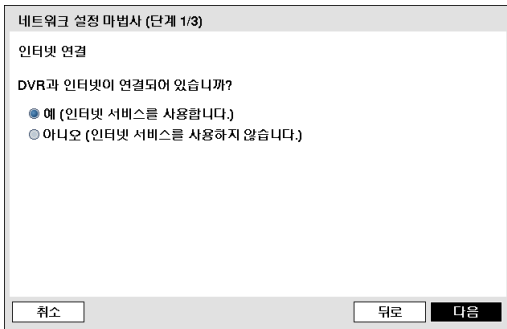 네트워크 설정 마법사 (단계 1/3)
인터넷 연결
DVR과 인터넷이 연결되어 있습니까?
예 (인터넷 서비스를 사용합니다.)
아니오 (인터넷 서비스를 사용하지 않습니다.)
취소 뒤로 다음